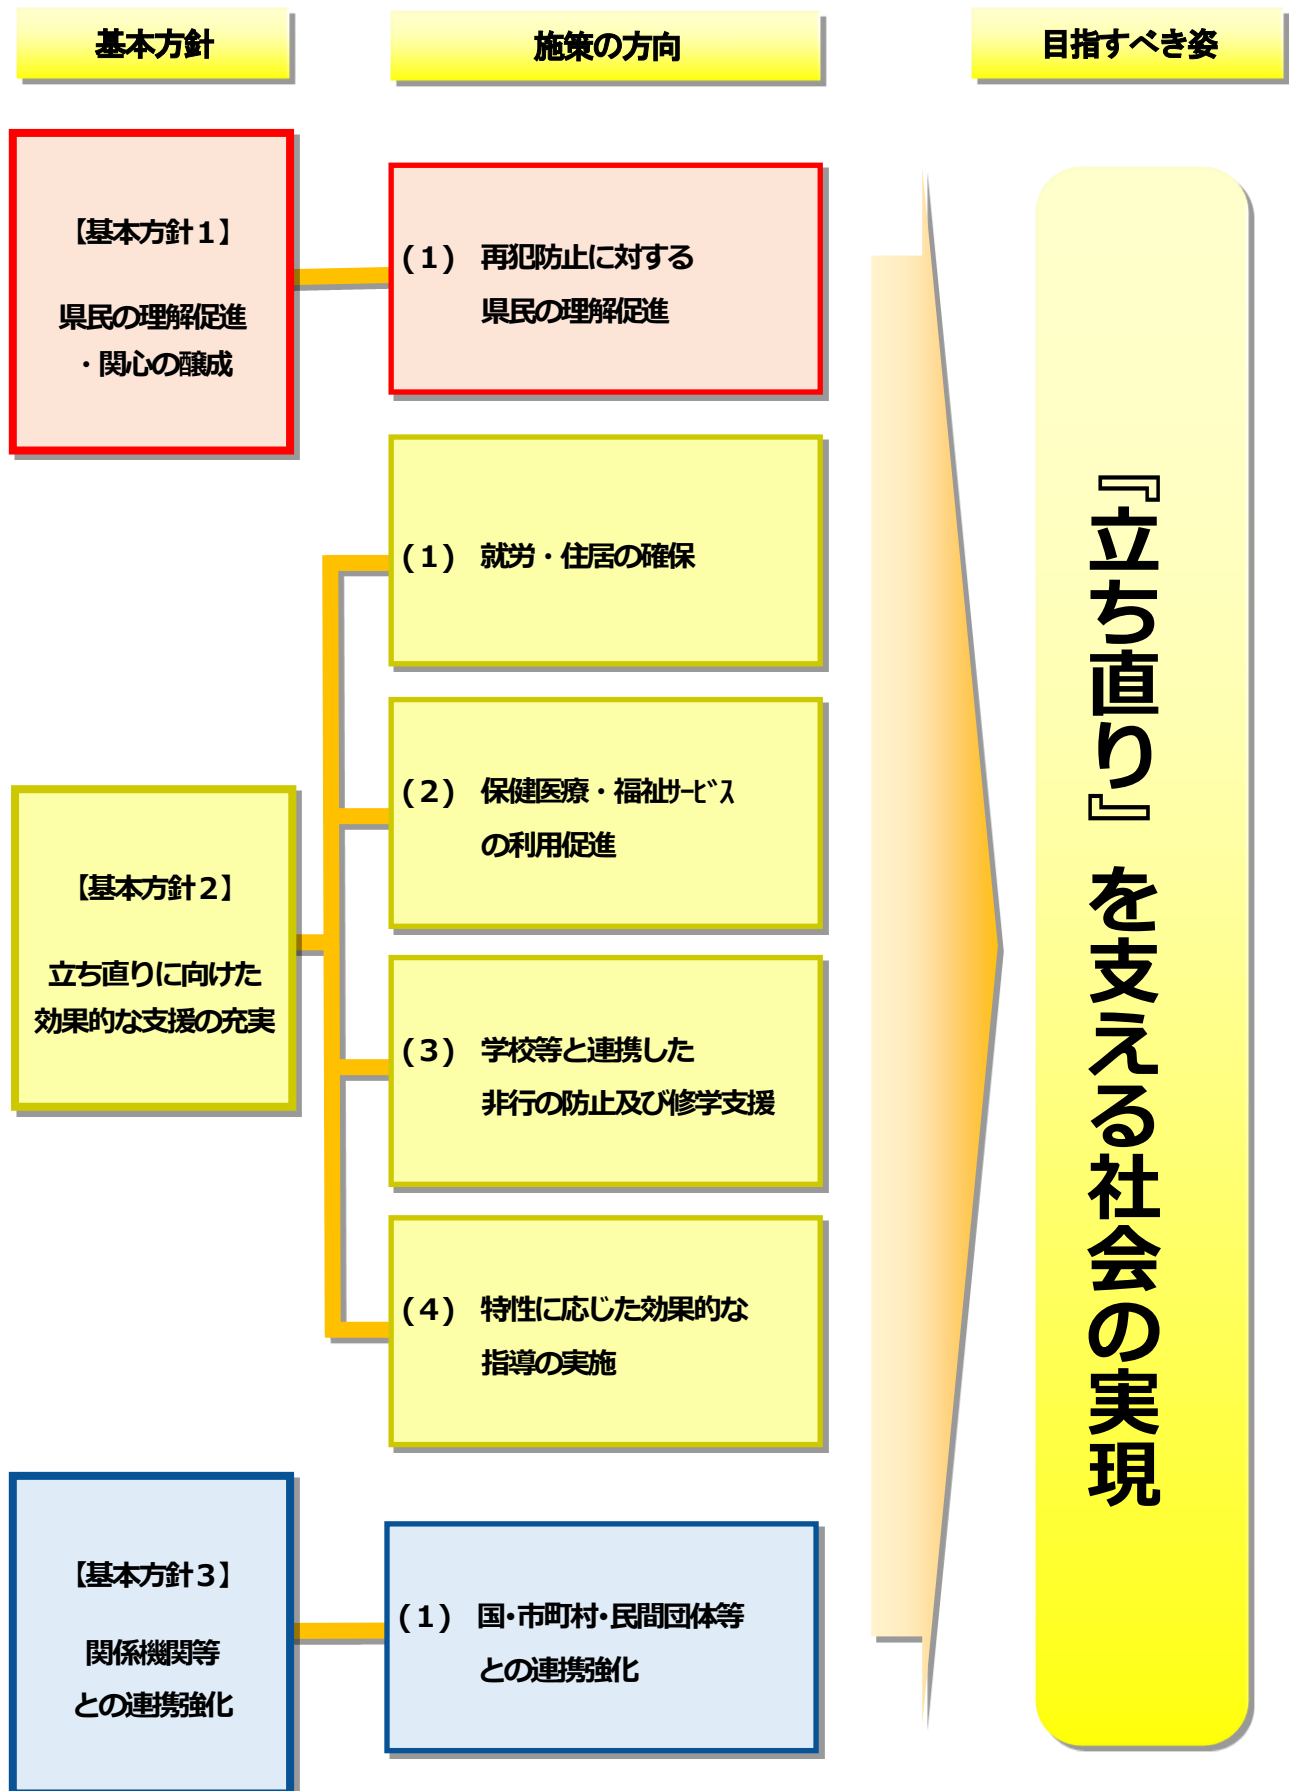 基本方針
施策の方向
目指すべき姿
【基本方針１】
県民の理解促進
・関心の醸成
(１) 再犯防止に対する
県民の理解促進
【基本方針２】
立ち直りに向けた
効果的な支援の充実
(１) 就労・住居の確保
(２) 保健医療・福祉ｻｰﾋﾞｽ
の利用促進
(３) 学校等と連携した
非行の防止及び修学支援
(４) 特性に応じた効果的な
指導の実施
【基本方針３】
関係機関等
との連携強化
(１) 国･市町村･民間団体等
との連携強化
『立ち直り』を支える社会の実現